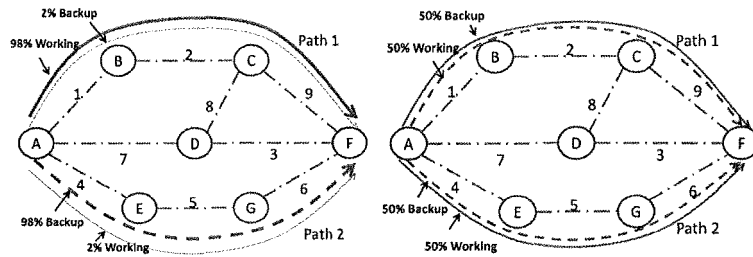 2% Backup
98% Working
Path 1
B
2
C
1
8
9
A
D
F
7
3
4
6
E
5
G
98% Backup
2% Working
Path 2
50% Backup
50% Working
Path 1
B
2
C
1
8
9
A
D
F
7
3
4
6
E
5
G
50% Backup
50% Working
Path 2